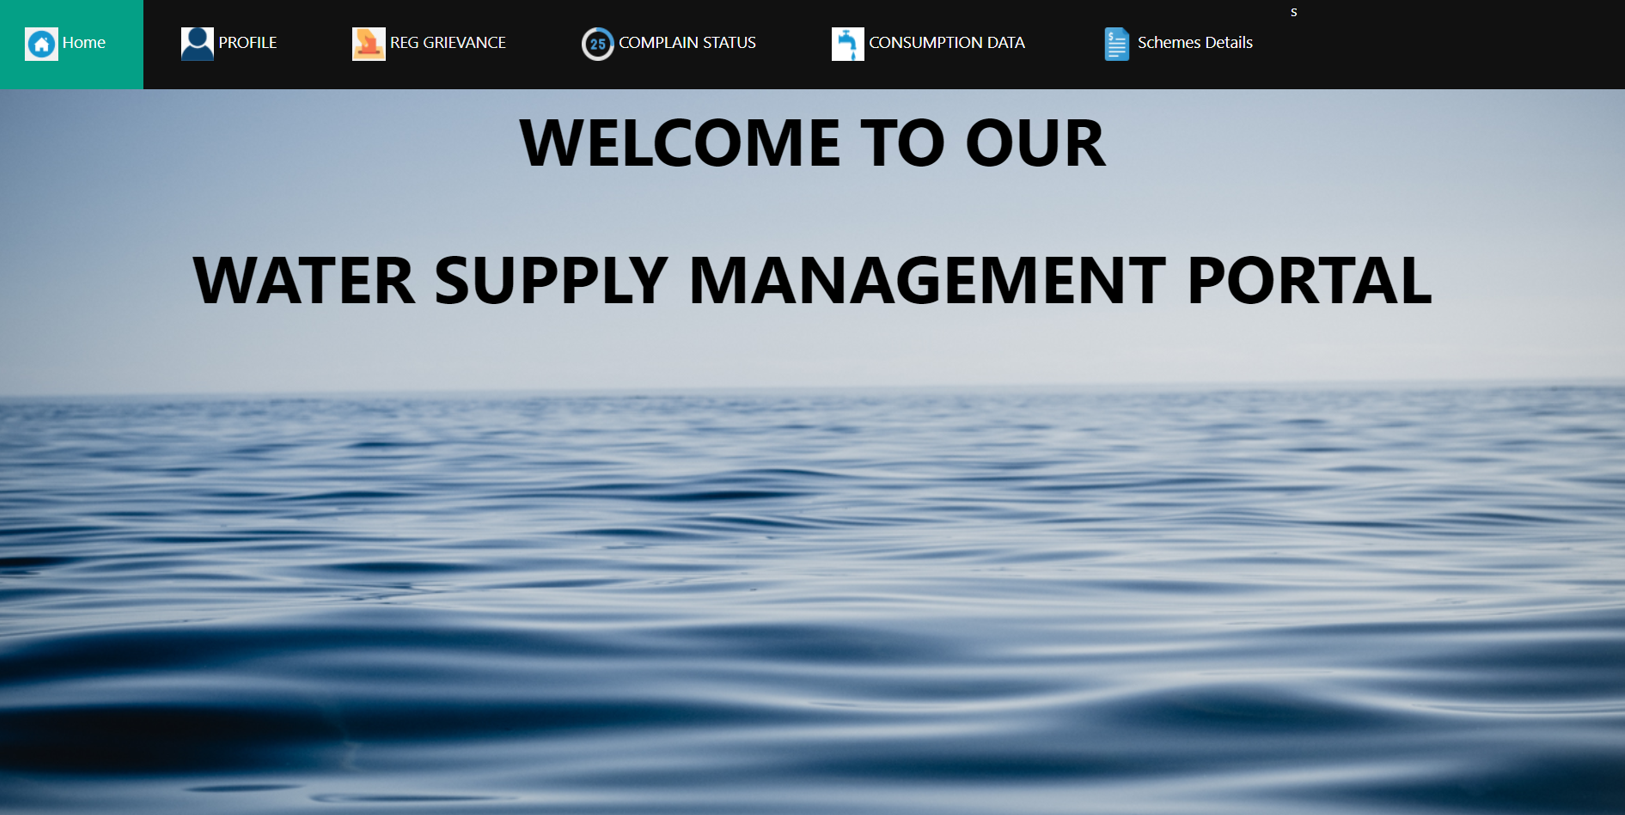 s
Home
PROFILE
REG GRIEVANCE
25 COMPLAIN STATUS
CONSUMPTION DATA
$
Schemes Details
WELCOME TO OUR
WATER SUPPLY MANAGEMENT PORTAL